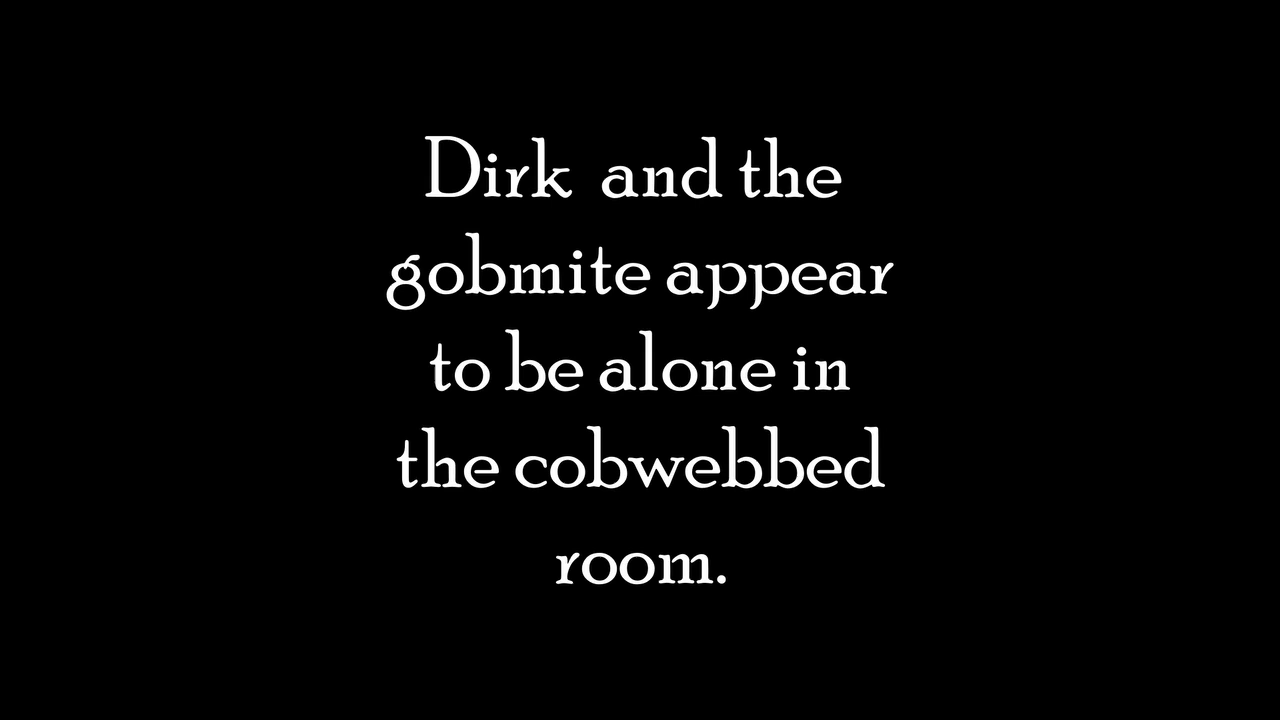 Dirk  and the
gobmite appear
to be alone in
the cobwebbed
room.